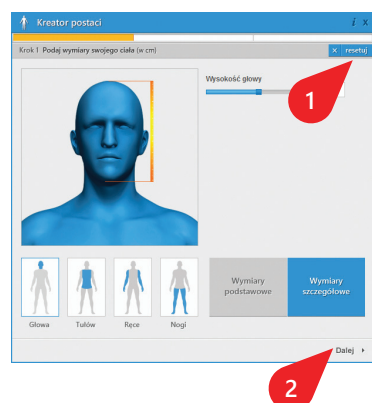 Kreator postaci i x
Krok 1 Podaj wymiary swojego ciała (w cm) x resetuj
Wysokość głowy
1
Głowa Tułów Ręce Nogi
Wymiary podstawowe
Wymiary szczegółowe
Dalej
2